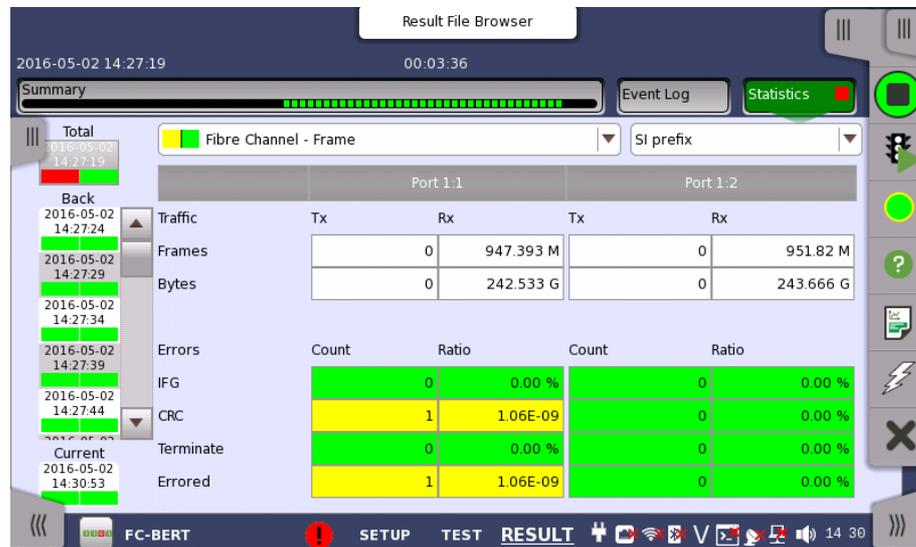 Result File Browser
2016-05-02 14:27:19 00:03:36
Summary Event Log Statistics
Total
2016-05-02
14:27:19
Fibre Channel - Frame SI prefix
Port 1:1 Port 1:2
Back
2016-05-02
14:27:24
2016-05-02
14:27:29
2016-05-02
14:27:34
2016-05-02
14:27:39
2016-05-02
14:27:44
Current
2016-05-02
14:30:53
Traffic Tx Rx Tx Rx
Frames 0 947.393 M 0 951.82 M
Bytes 0 242.533 G 0 243.666 G
Errors Count Ratio Count Ratio
IFG 0 0.00 % 0 0.00 %
CRC 1 1.06E-09 0 0.00 %
Terminate 0 0.00 % 0 0.00 %
Errored 1 1.06E-09 0 0.00 %
FC-BERT SETUP TEST RESULT 14 30